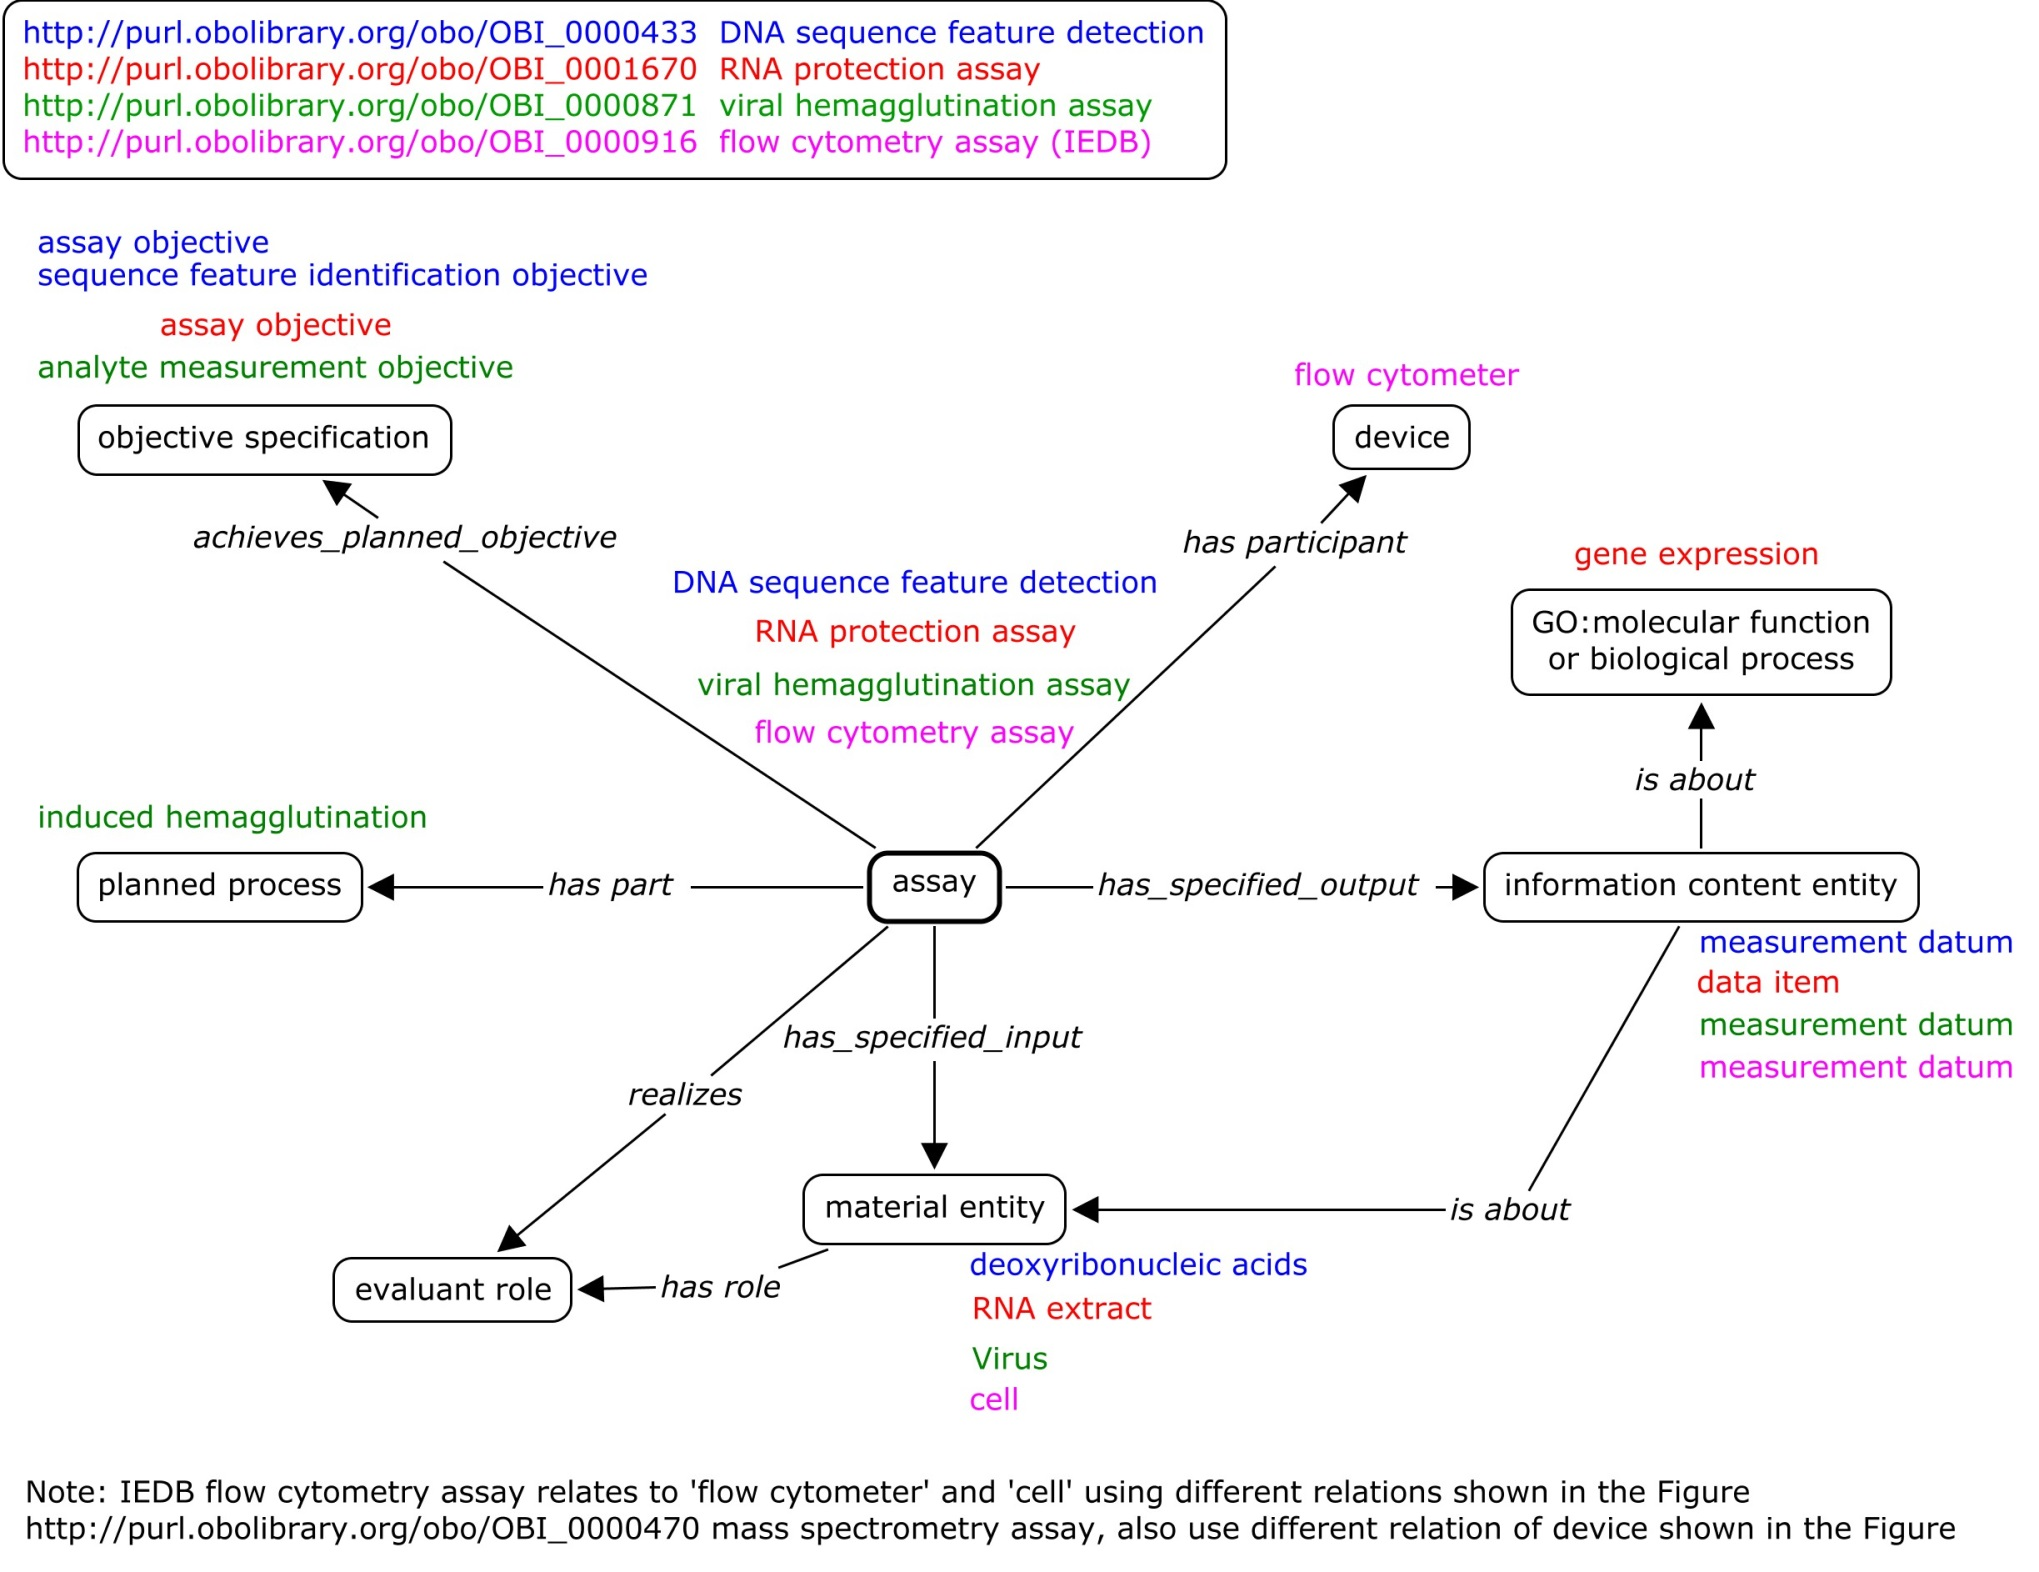 http://purl.obolibrary.org/obo/OBI_0000433 DNA sequence feature detection
http://purl.obolibrary.org/obo/OBI_0001670 RNA protection assay
http://purl.obolibrary.org/obo/OBI_0000871 viral hemagglutination assay
http://purl.obolibrary.org/obo/OBI_0000916 flow cytometry assay (IEDB)
assay objective
sequence feature identification objective
assay objective
analyte measurement objective
objective specification
achieves_planned_objective
flow cytometer
device
has participant
DNA sequence feature detection
RNA protection assay
viral hemagglutination assay
flow cytometry assay
gene expression
GO:molecular function
or biological process
is about
induced hemagglutination
planned process
has part
assay
has_specified_output
information content entity
measurement datum
data item
measurement datum
measurement datum
has_specified_input
realizes
material entity
is about
evaluant role
has role
deoxyribonucleic acids
RNA extract
Virus
cell
Note: IEDB flow cytometry assay relates to 'flow cytometer' and 'cell' using different relations shown in the Figure
http://purl.obolibrary.org/obo/OBI_0000470 mass spectrometry assay, also use different relation of device shown in the Figure